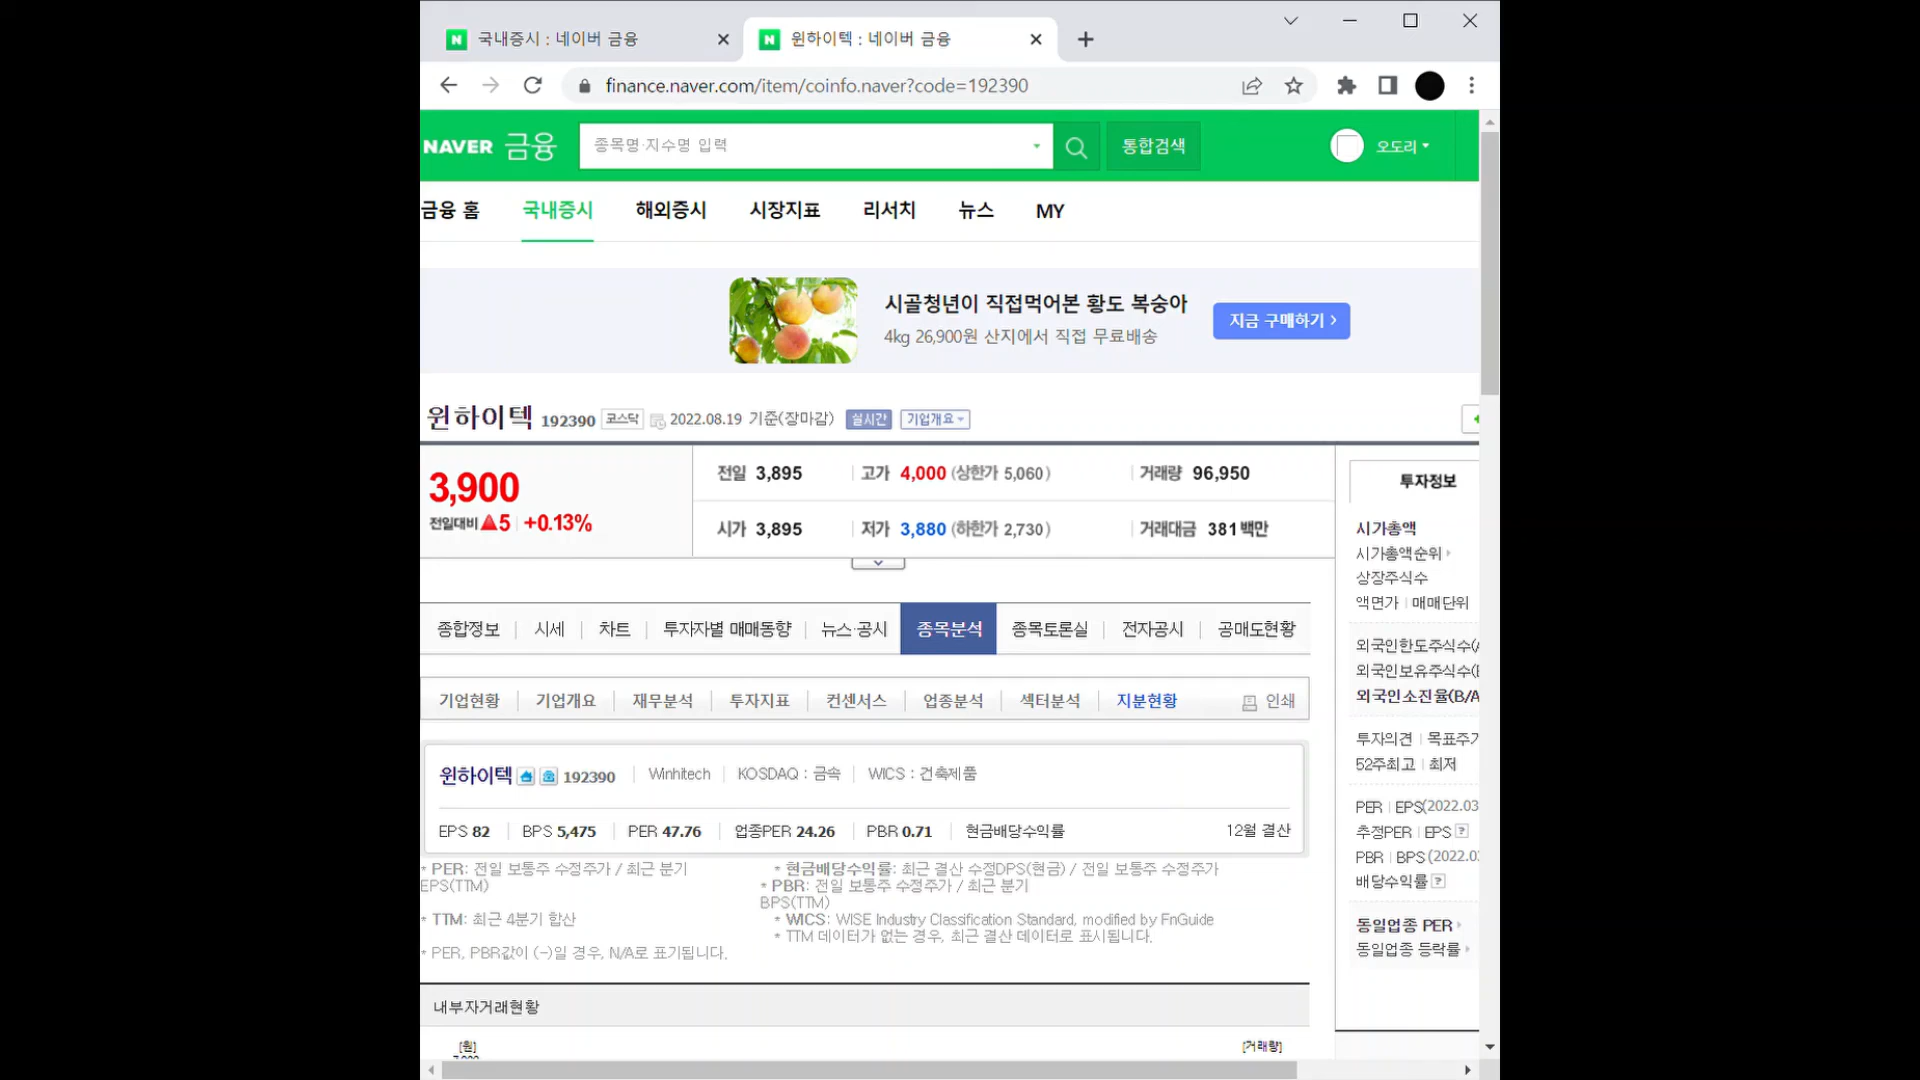 국내증시 : 네이버 금융
윈하이텍 : 네이버 금융
finance.naver.com/item/coinfo.naver?code=192390
NAVER 금융
종목명·지수명 입력
통합검색
오도리
금융 홈 국내증시 해외증시 시장지표 리서치 뉴스 MY
시골청년이 직접먹어본 황도 복숭아
4kg 26,900원 산지에서 직접 무료배송
지금 구매하기
윈하이텍 192390 코스닥 2022.08.19 기준(장마감) 실시간 기업개요
3,900
전일대비 ▲5 +0.13%
전일 3,895 고가 4,000 (상한가 5,060) 거래량 96,950
시가 3,895 저가 3,880 (하한가 2,730) 거래대금 381 백만
종합정보 시세 차트 투자자별 매매동향 뉴스·공시 종목분석 종목토론실 전자공시 공매도현황
기업현황 기업개요 재무분석 투자지표 컨센서스 업종분석 섹터분석 지분현황 인쇄
윈하이텍 192390 Winhitech KOSDAQ : 금속 WICS : 건축제품
EPS 82 BPS 5,475 PER 47.76 업종PER 24.26 PBR 0.71 현금배당수익률 12월 결산
* PER: 전일 보통주 수정주가 / 최근 분기
EPS(TTM)
* 현금배당수익률: 최근 결산 수정DPS(현금) / 전일 보통주 수정주가
* PBR: 전일 보통주 수정주가 / 최근 분기
BPS(TTM)
* TTM: 최근 4분기 합산
* WICS: WISE Industry Classification Standard, modified by FnGuide
* TTM 데이터가 없는 경우, 최근 결산 데이터로 표시됩니다.
* PER, PBR값이 (-)일 경우, N/A로 표기됩니다.
내부자거래현황
[원]
[거래량]
투자정보
시가총액
시가총액순위
상장주식수
액면가 매매단위
외국인한도주식수(A
외국인보유주식수(B
외국인소진율(B/A
투자의견 목표주가
52주최고 최저
PER EPS(2022.03
추정PER EPS ?
PBR BPS (2022.03
배당수익률 ?
동일업종 PER
동일업종 등락률